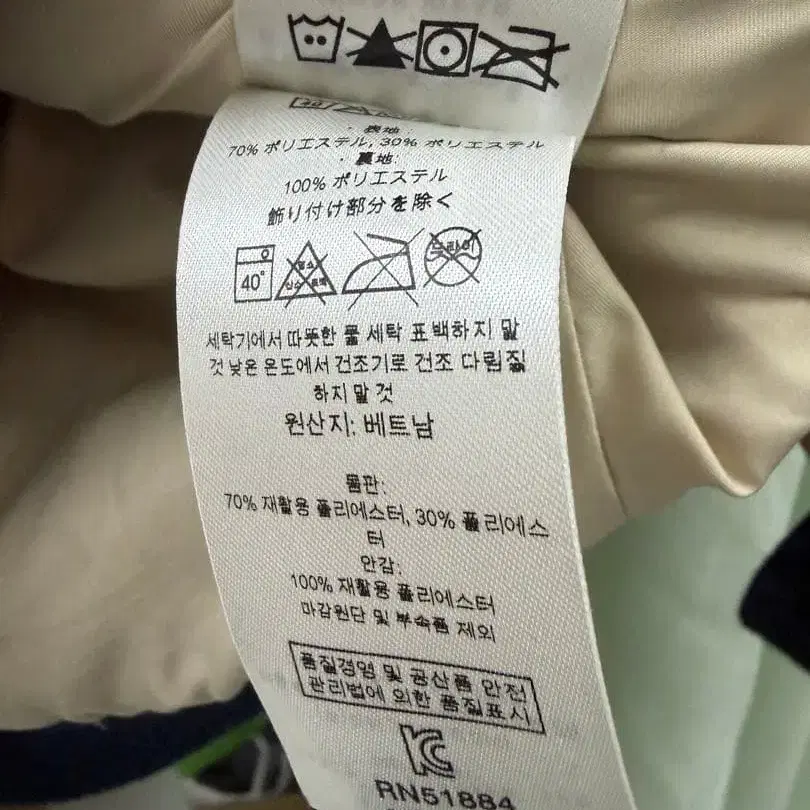 · 表地:
70% ポリエステル, 30% ポリエステル
· 裏地:
100% ポリエステル
飾り付け部分を除く
40°
드라이
세탁기에서 따뜻한 물 세탁 표백하지 말
것 낮은 온도에서 건조기로 건조 다림질
하지 말 것
원산지: 베트남
몸판:
70% 재활용 폴리에스터, 30% 폴리에스
터
안감:
100% 재활용 폴리에스터
마감원단 및 부속품 제외
품질경영 및 공산품 안전
관리법에 의한 품질표시
RN51884